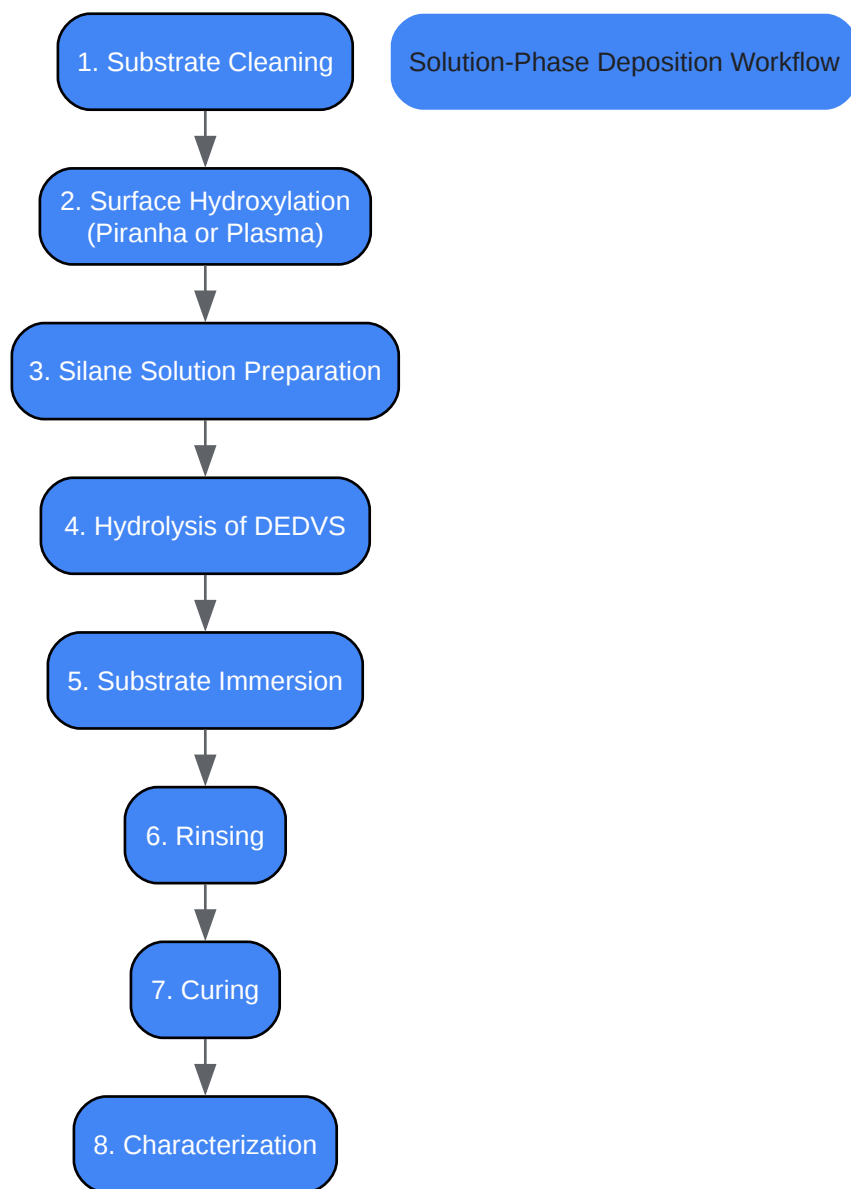 1. Substrate Cleaning
Solution-Phase Deposition Workflow
2. Surface Hydroxylation
(Piranha or Plasma)
3. Silane Solution Preparation
4. Hydrolysis of DEDVS
5. Substrate Immersion
6. Rinsing
7. Curing
8. Characterization